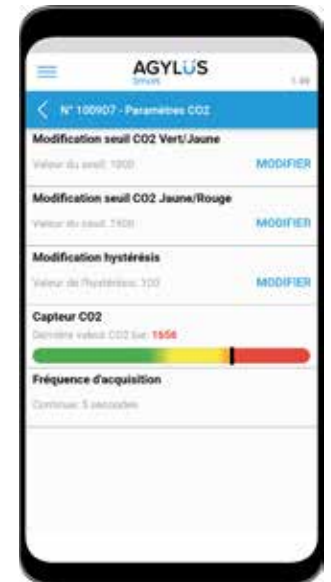 AGYLUS
N° 100907 - Paramètres CO2
Modification seuil CO2 Vert/Jaune
Valeur du seuil: 1000
MODIFIER
Modification seuil CO2 Jaune/Rouge
Valeur du seuil:
MODIFIER
Modification hystérésis
Valeur de l'hystérésis: 100
MODIFIER
Capteur CO2
Dernière valeur CO2 lue: 1656
Fréquence d'acquisition
Continue: 5 secondes